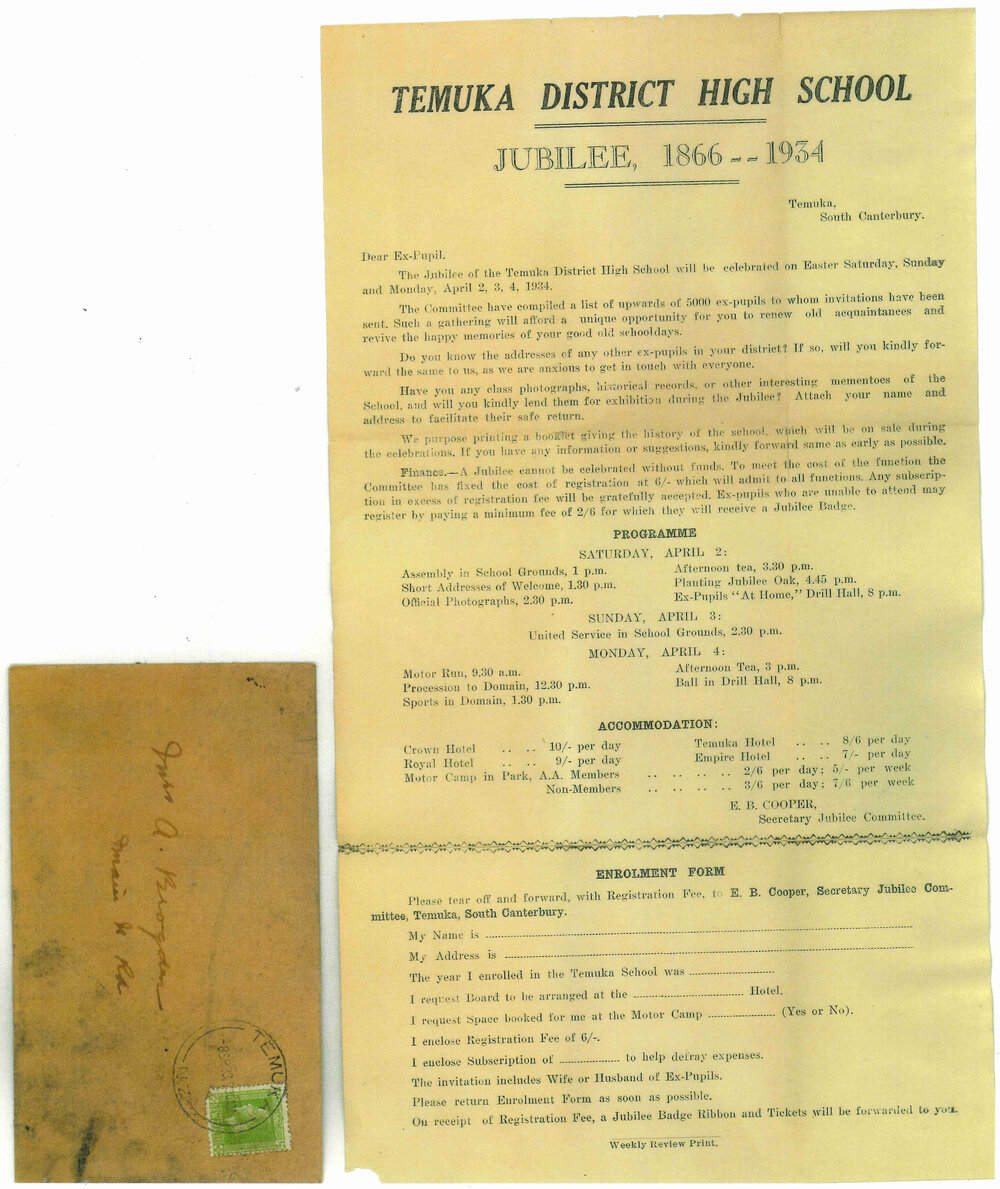 TEMUKA DISTRICT HIGH SCHOOL
JUBILEE, 1866 -- 1934
Temuka,
South Canterbury.
Dear Ex-Pupil.
The Jubilee of the Temuka District High School will be celebrated on Easter Saturday, Sunday
and Monday, April 2, 3, 4, 1934.
The Committee have compiled a list of upwards of 5000 ex-pupils to whom invitations have been
sent. Such a gathering will afford a unique opportunity for you to renew old acquaintances and
revive the happy memories of your good old schooldays.
Do you know the addresses of any other ex-pupils in your district? If so, will you kindly for-
ward the same to us, as we are anxious to get in touch with everyone.
Have you any class photographs, historical records, or other interesting mementoes of the
School, and will you kindly lend them for exhibition during the Jubilee? Attach your name and
address to facilitate their safe return.
We purpose printing a booklet giving the history of the school, which will be on sale during
the celebrations. If you have any information or suggestions, kindly forward same as early as possible.
Finance.—A Jubilee cannot be celebrated without funds. To meet the cost of the function the
Committee has fixed the cost of registration at 6/- which will admit to all functions. Any subscrip-
tion in excess of registration fee will be gratefully accepted. Ex-pupils who are unable to attend may
register by paying a minimum fee of 2/6 for which they will receive a Jubilee Badge.
PROGRAMME
SATURDAY, APRIL 2:
Assembly in School Grounds, 1 p.m.
Short Addresses of Welcome, 1.30 p.m.
Official Photographs, 2.30 p.m.
Afternoon tea, 3.30 p.m.
Planting Jubilee Oak, 4.45 p.m.
Ex-Pupils "At Home," Drill Hall, 8 p.m.
SUNDAY, APRIL 3:
United Service in School Grounds, 2.30 p.m.
MONDAY, APRIL 4:
Motor Run, 9.30 a.m.
Procession to Domain, 12.30 p.m.
Sports in Domain, 1.30 p.m.
Afternoon Tea, 3 p.m.
Ball in Drill Hall, 8 p.m.
ACCOMMODATION:
Crown Hotel .. .. 10/- per day
Royal Hotel .. .. 9/- per day
Temuka Hotel .. .. 8/6 per day
Empire Hotel .. .. 7/- per day
Motor Camp in Park, A.A. Members .. .. .. .. 2/6 per day; 5/- per week
Non-Members .. .. .. .. 3/6 per day; 7/6 per week
E. B. COOPER,
Secretary Jubilee Committee.
ENROLMENT FORM
Please tear off and forward, with Registration Fee, to E. B. Cooper, Secretary Jubilee Com-
mittee, Temuka, South Canterbury.
My Name is
My Address is
The year I enrolled in the Temuka School was
I request Board to be arranged at the Hotel.
I request Space booked for me at the Motor Camp (Yes or No).
I enclose Registration Fee of 6/-.
I enclose Subscription of to help defray expenses.
The invitation includes Wife or Husband of Ex-Pupils.
Please return Enrolment Form as soon as possible.
On receipt of Registration Fee, a Jubilee Badge Ribbon and Tickets will be forwarded to you.
Weekly Review Print.
A. Brogden
Main Rd
TEMUK
N.Z